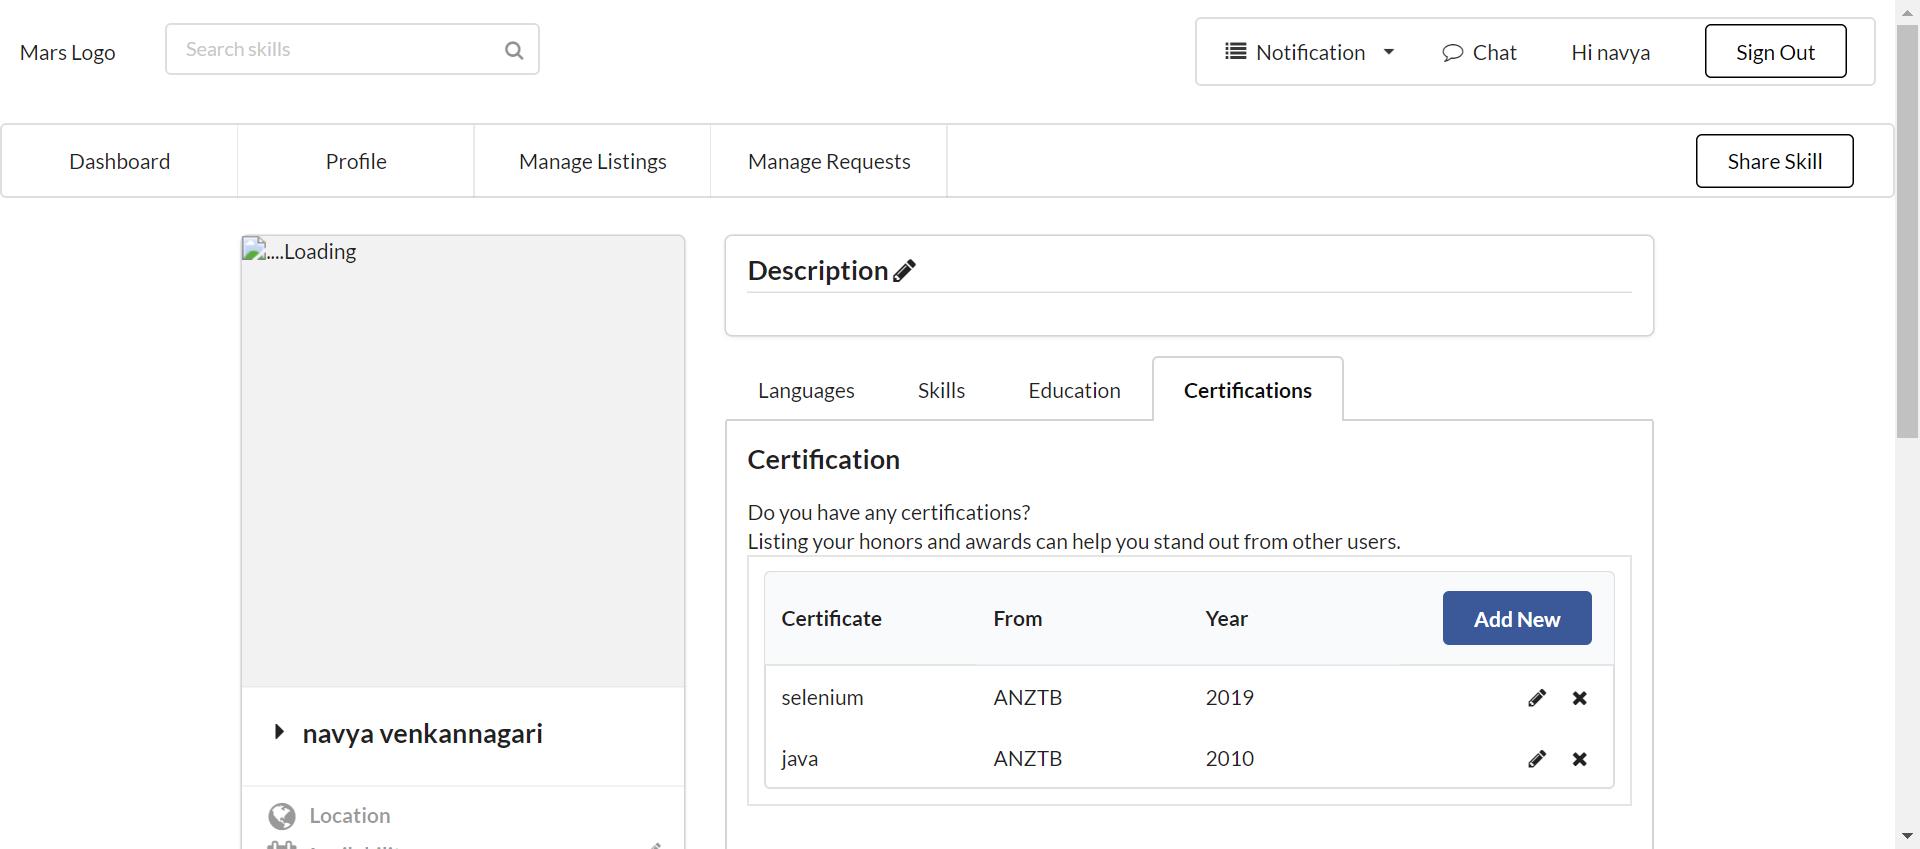 Mars Logo
Search skills
Notification
Chat
Hi navya
Sign Out
Dashboard
Profile
Manage Listings
Manage Requests
Share Skill
....Loading
navya venkannagari
Location
Description
Languages
Skills
Education
Certifications
Certification
Do you have any certifications?
Listing your honors and awards can help you stand out from other users.
Certificate From Year Add New
selenium ANZTB 2019
java ANZTB 2010